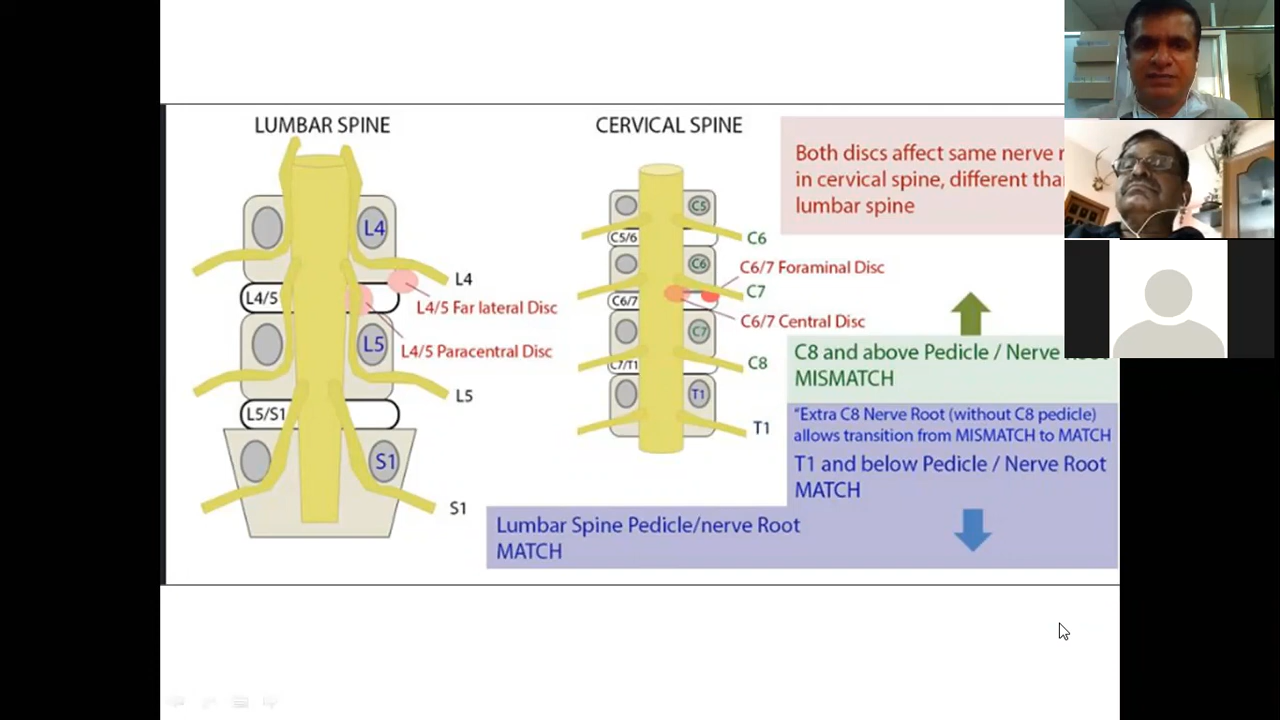 LUMBAR SPINE
L4
L4
L4/5
L4/5 Far lateral Disc
L4/5 Paracentral Disc
L5
L5
L5/S1
S1
S1
CERVICAL SPINE
C5
C5/6
C6
C6
C6/7 Foraminal Disc
C7
C6/7
C6/7 Central Disc
C7
C7/T1
C8
T1
T1
Both discs affect same nerve
in cervical spine, different
lumbar spine
C8 and above Pedicle / Nerve
MISMATCH
"Extra C8 Nerve Root (without C8 pedicle)
allows transition from MISMATCH to MATCH
T1 and below Pedicle / Nerve Root
MATCH
Lumbar Spine Pedicle/nerve Root
MATCH